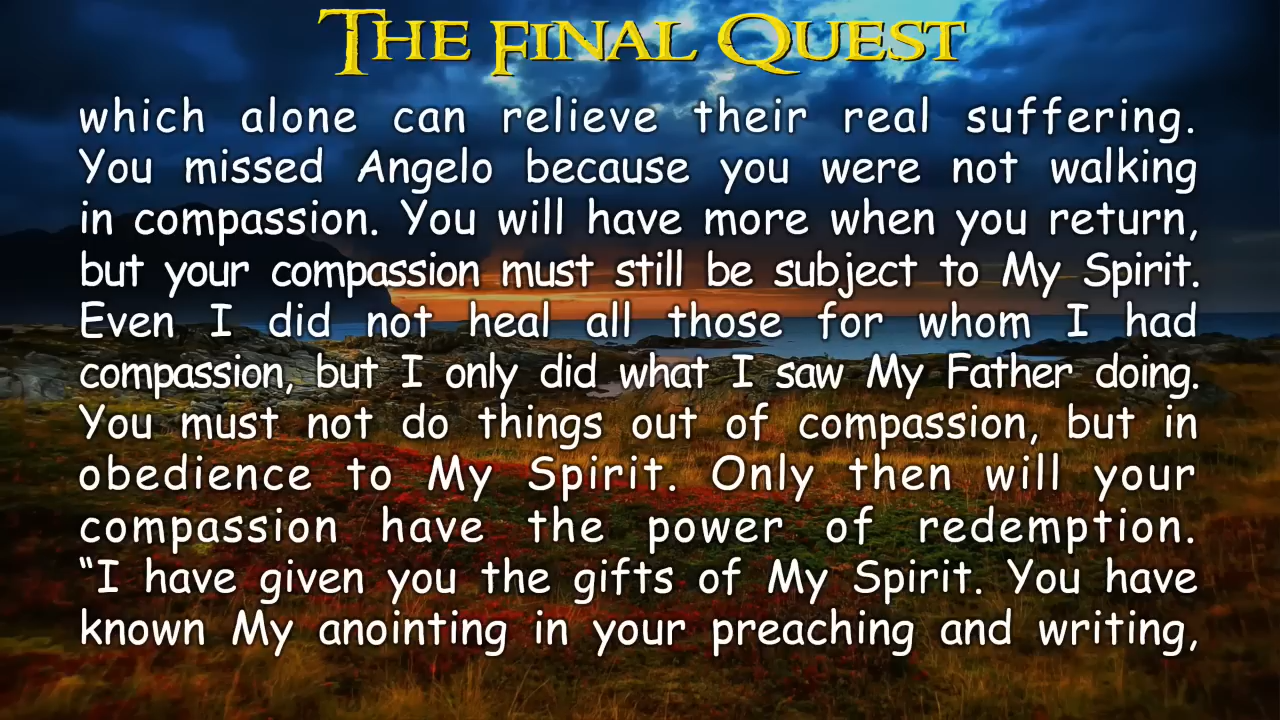 The Final Quest
which alone can relieve their real suffering.
You missed Angelo because you were not walking
in compassion. You will have more when you return,
but your compassion must still be subject to My Spirit.
Even I did not heal all those for whom I had
compassion, but I only did what I saw My Father doing.
You must not do things out of compassion, but in
obedience to My Spirit. Only then will your
compassion have the power of redemption.
“I have given you the gifts of My Spirit. You have
known My anointing in your preaching and writing,